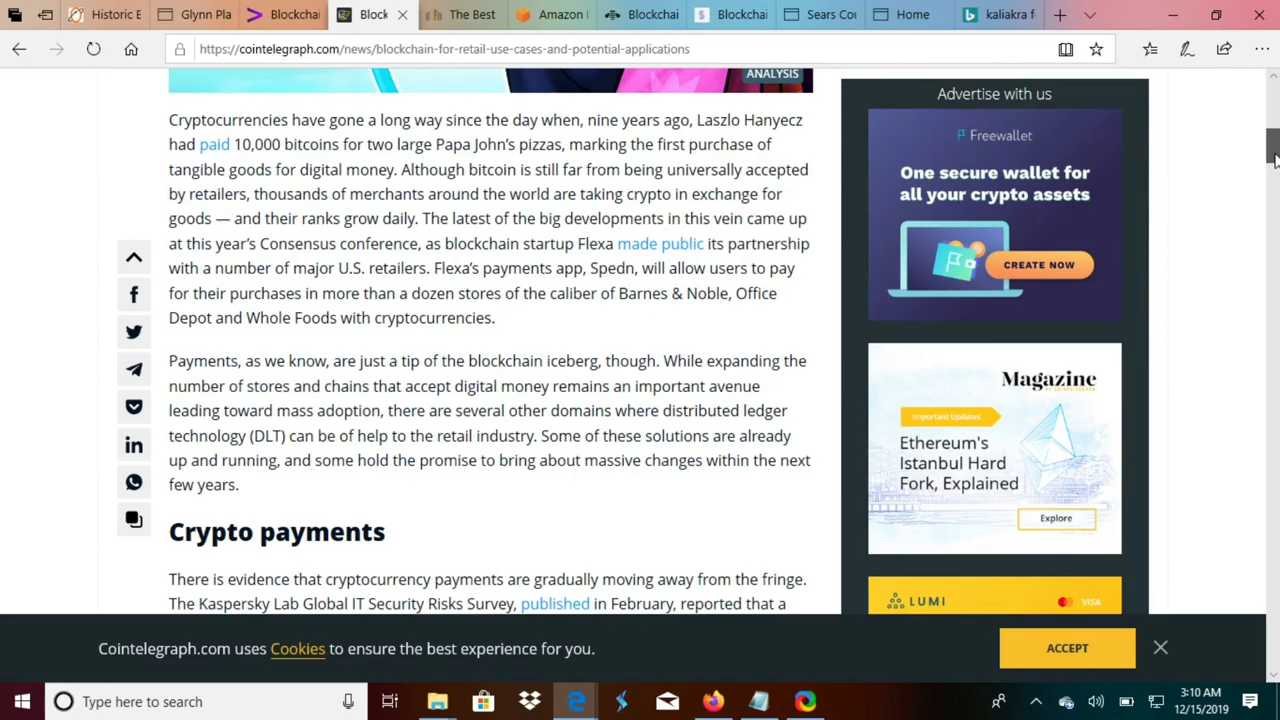 Historic E
Glynn Pla
Blockchai
Block
The Best
Amazon
Blockchai
Blockchai
Sears Cou
Home
kaliakra f
https://cointelegraph.com/news/blockchain-for-retail-use-cases-and-potential-applications
ANALYSIS
Cryptocurrencies have gone a long way since the day when, nine years ago, Laszlo Hanyecz
had paid 10,000 bitcoins for two large Papa John’s pizzas, marking the first purchase of
tangible goods for digital money. Although bitcoin is still far from being universally accepted
by retailers, thousands of merchants around the world are taking crypto in exchange for
goods — and their ranks grow daily. The latest of the big developments in this vein came up
at this year’s Consensus conference, as blockchain startup Flexa made public its partnership
with a number of major U.S. retailers. Flexa’s payments app, Spedn, will allow users to pay
for their purchases in more than a dozen stores of the caliber of Barnes & Noble, Office
Depot and Whole Foods with cryptocurrencies.
Payments, as we know, are just a tip of the blockchain iceberg, though. While expanding the
number of stores and chains that accept digital money remains an important avenue
leading toward mass adoption, there are several other domains where distributed ledger
technology (DLT) can be of help to the retail industry. Some of these solutions are already
up and running, and some hold the promise to bring about massive changes within the next
few years.
Crypto payments
There is evidence that cryptocurrency payments are gradually moving away from the fringe.
The Kaspersky Lab Global IT Security Risks Survey, published in February, reported that a
Advertise with us
Freewallet
One secure wallet for
all your crypto assets
CREATE NOW
Magazine
Important Updates
Ethereum's
Istanbul Hard
Fork, Explained
Explore
LUMI
VISA
Cointelegraph.com uses Cookies to ensure the best experience for you.
ACCEPT
Type here to search
3:10 AM
12/15/2019